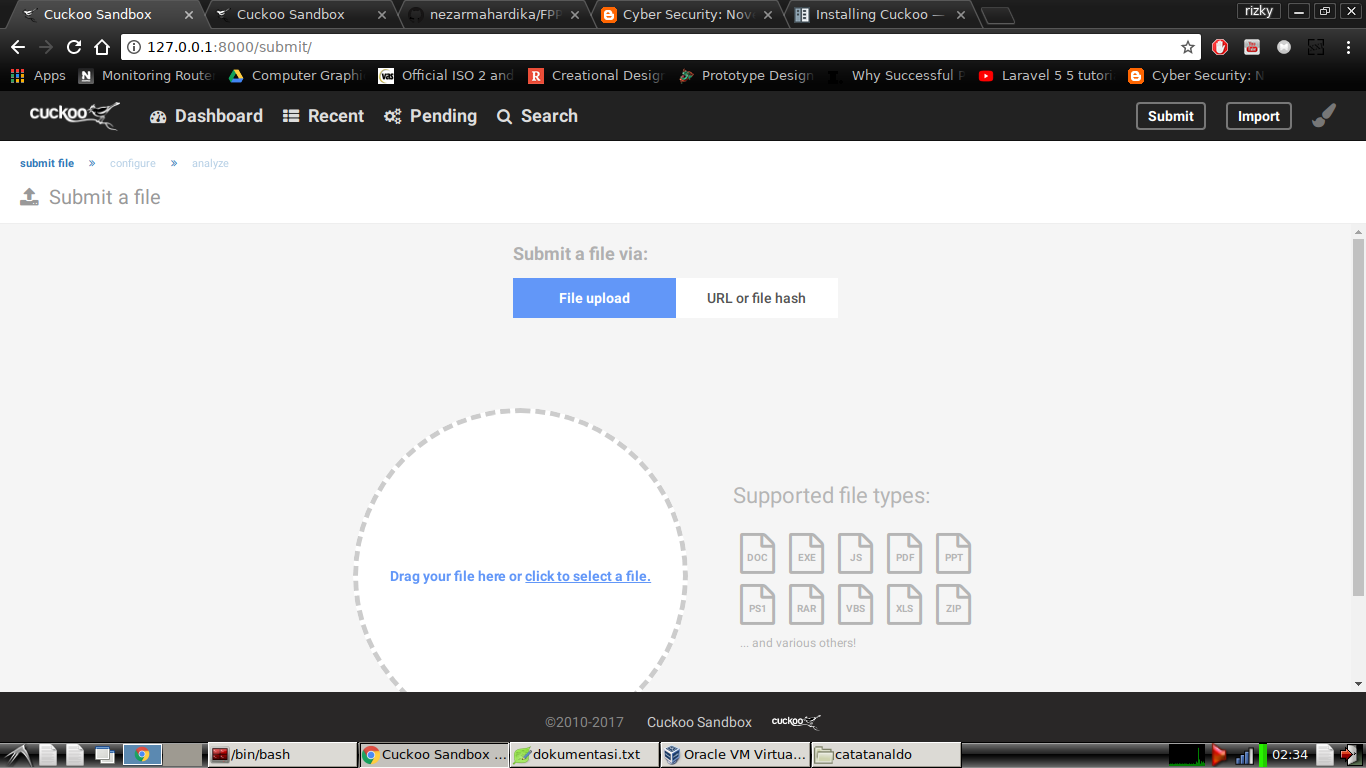 Cuckoo Sandbox
Cuckoo Sandbox
nezarmahardika/FPP
Cyber Security: Nove
Installing Cuckoo —
rizky
127.0.0.1:8000/submit/
Apps
Monitoring Route
Computer Graphi
Official ISO 2 and
Creational Design
Prototype Design
Why Successful P
Laravel 5 5 tutori
Cyber Security: N
cuckoo
Dashboard
Recent
Pending
Search
Submit
Import
submit file » configure » analyze
Submit a file
Submit a file via:
File upload
URL or file hash
Drag your file here or click to select a file.
Supported file types:
DOC EXE JS PDF PPT
PS1 RAR VBS XLS ZIP
... and various others!
©2010-2017 Cuckoo Sandbox cuckoo
/bin/bash
Cuckoo Sandbox ...
dokumentasi.txt
Oracle VM Virtua...
catatanaldo
02:34